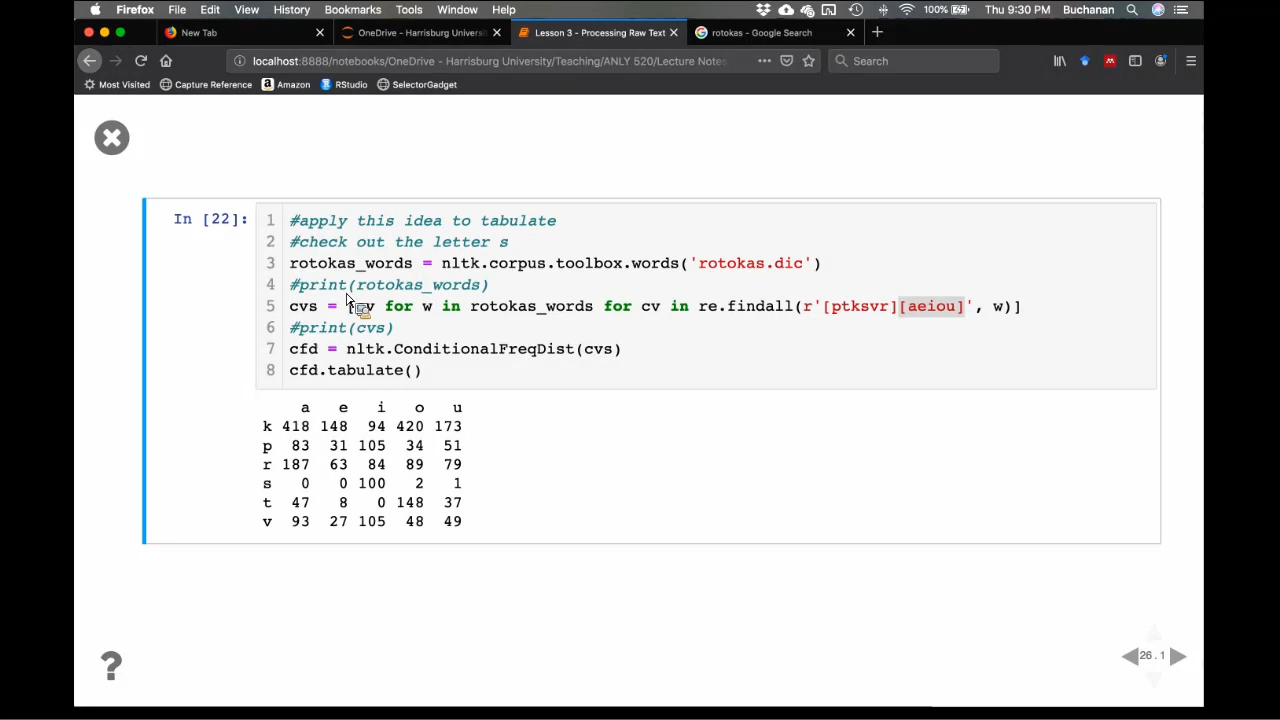 Firefox File Edit View History Bookmarks Tools Window Help 100% Thu 9:30 PM Buchanan
New Tab OneDrive - Harrisburg Universi Lesson 3 - Processing Raw Text rotokas - Google Search
localhost:8888/notebooks/OneDrive - Harrisburg University/Teaching/ANLY 520/Lecture Notes Search
Most Visited Capture Reference Amazon RStudio SelectorGadget
In [22]:
1 #apply this idea to tabulate
2 #check out the letter s
3 rotokas_words = nltk.corpus.toolbox.words('rotokas.dic')
4 #print(rotokas_words)
5 cvs = [ v for w in rotokas_words for cv in re.findall(r'[ptksvr][aeiou]', w)]
6 #print(cvs)
7 cfd = nltk.ConditionalFreqDist(cvs)
8 cfd.tabulate()
a e i o u
k 418 148 94 420 173
p 83 31 105 34 51
r 187 63 84 89 79
s 0 0 100 2 1
t 47 8 0 148 37
v 93 27 105 48 49
?
26.1